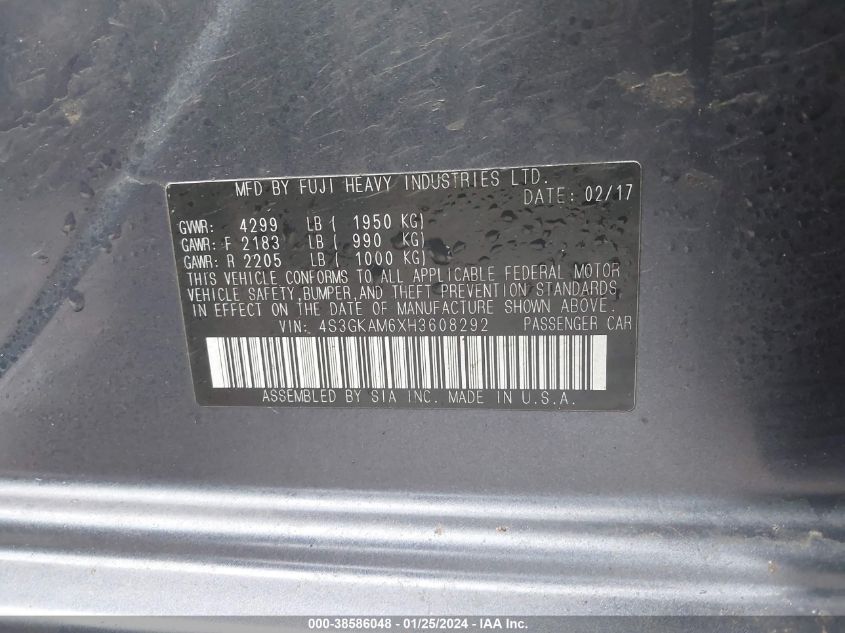 MFD BY FUJI HEAVY INDUSTRIES LTD.
DATE: 02/17
GVWR: 4299 LB ( 1950 KG)
GAWR: F 2183 LB ( 990 KG)
GAWR: R 2205 LB ( 1000 KG)
THIS VEHICLE CONFORMS TO ALL APPLICABLE FEDERAL MOTOR
VEHICLE SAFETY,BUMPER,AND THEFT PREVENTION STANDARDS
IN EFFECT ON THE DATE OF MANUFACTURE SHOWN ABOVE.
VIN: 4S3GKAM6XH3608292 PASSENGER CAR
ASSEMBLED BY SIA INC. MADE IN U.S.A.
000-38586048 - 01/25/2024 - IAA Inc.